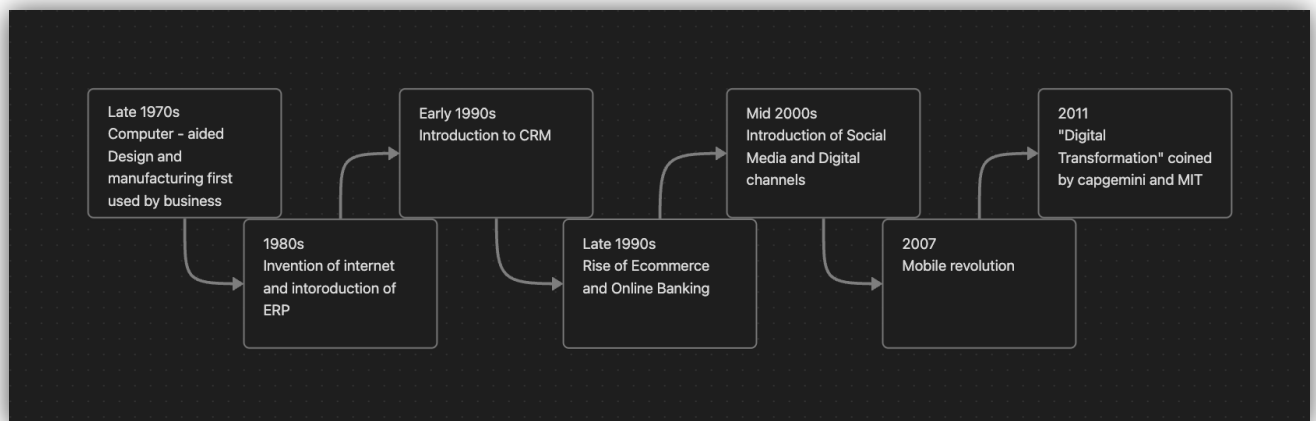 Late 1970s
Computer - aided
Design and
manufacturing first
used by business
1980s
Invention of internet
and intoroduction of
ERP
Early 1990s
Introduction to CRM
Late 1990s
Rise of Ecommerce
and Online Banking
Mid 2000s
Introduction of Social
Media and Digital
channels
2007
Mobile revolution
2011
"Digital
Transformation" coined
by capgemini and MIT